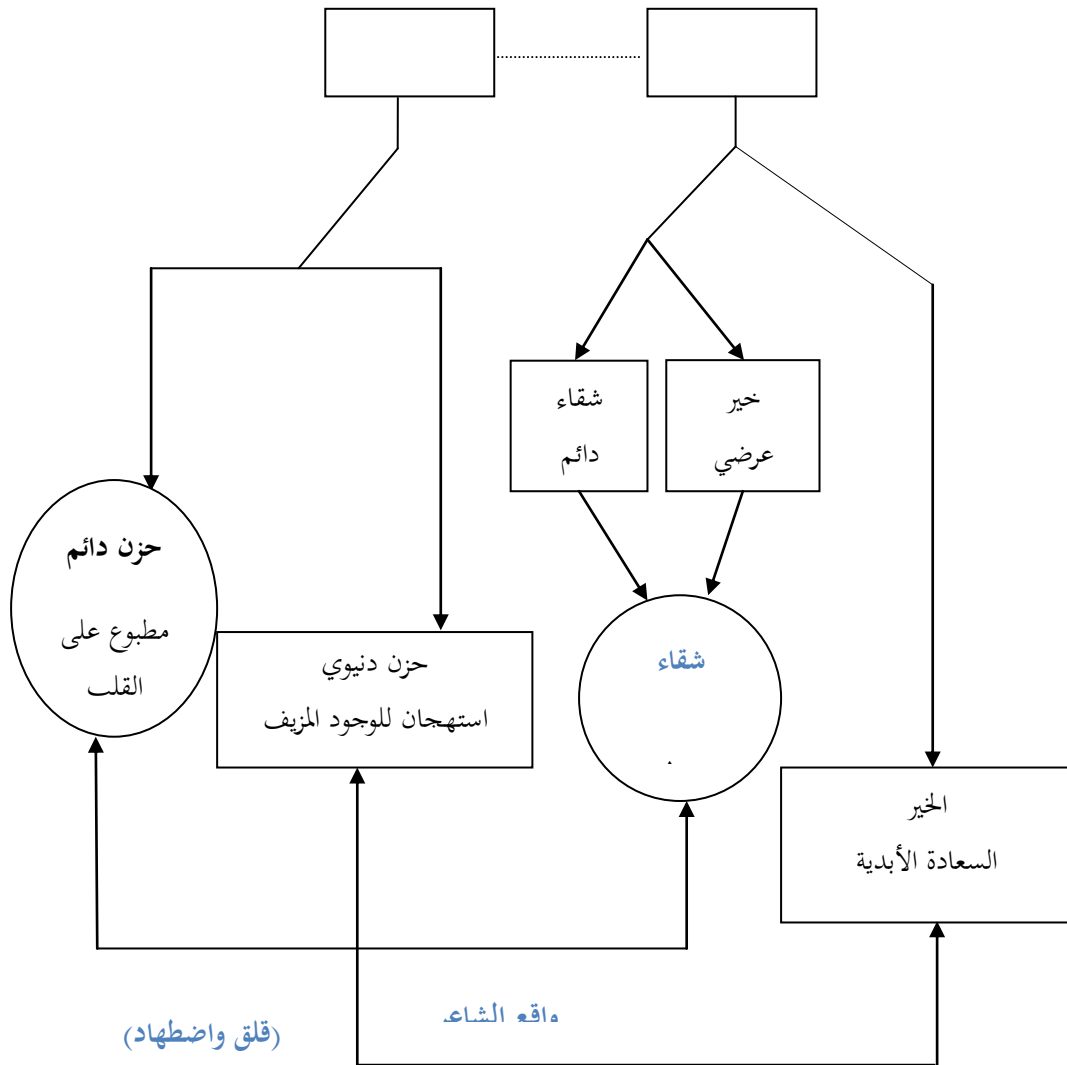 شقاء
دائم
خير
عرضي
حزن دائم
مطبوع على
القلب
حزن دنيوي
استهجان للوجود المزيف
شقاء
الخير
السعادة الأبدية
واقع الشاعر
(قلق واضطهاد)